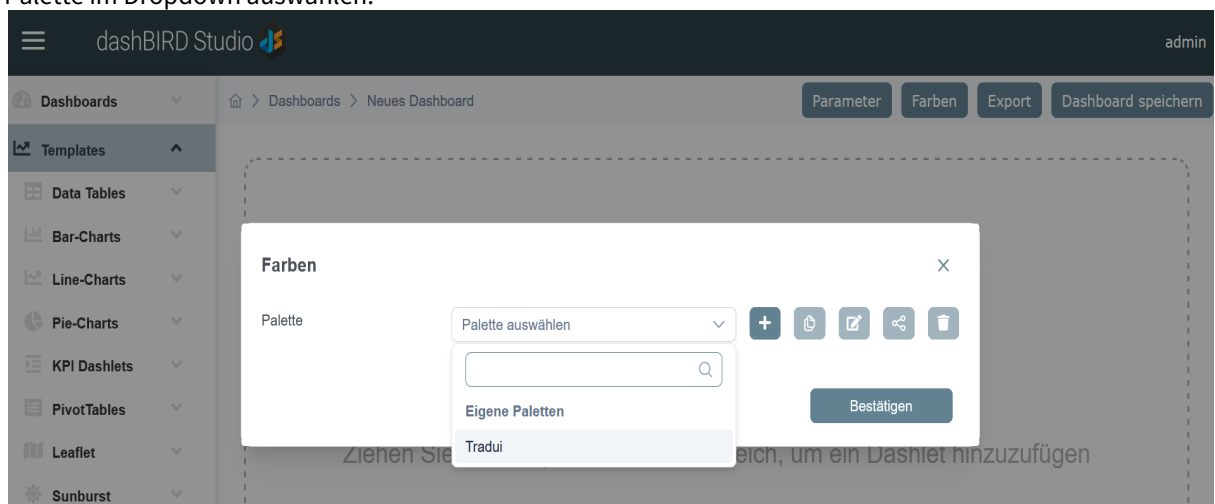 Palette im Dropdown auswählen.
dashBIRD Studio
admin
Dashboards
Dashboards > Neues Dashboard
Parameter
Farben
Export
Dashboard speichern
Templates
Data Tables
Bar-Charts
Line-Charts
Pie-Charts
KPI Dashlets
PivotTables
Leaflet
Sunburst
Farben
Palette
Palette auswählen
Eigene Paletten
Tradui
Bestätigen
Ziehen Sie eich, um ein Dashlet hinzuzufügen